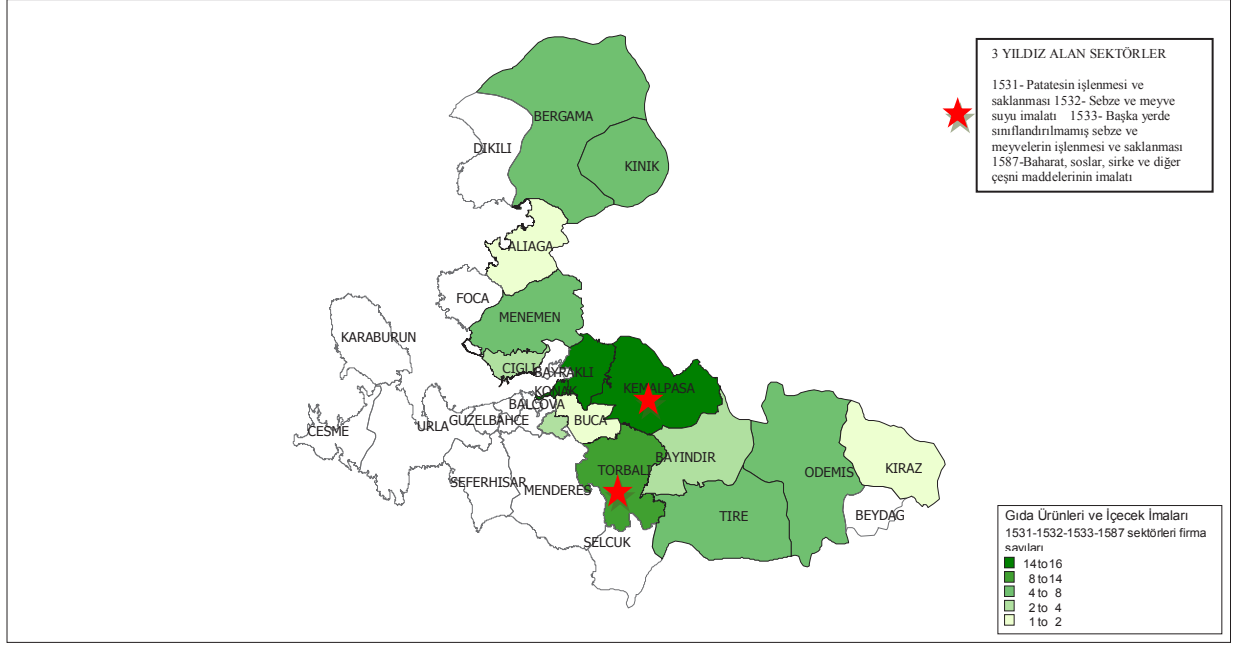 3 YILDIZ ALAN SEKTÖRLER
1531- Patatesin işlenmesi ve
saklanması 1532- Sebze ve meyve
suyu imalatı 1533- Başka yerde
sınıflandırılmamış sebze ve
meyvelerin işlenmesi ve saklanması
1587-Baharat, soslar, sirke ve diğer
çeşni maddelerinin imalatı
BERGAMA
DIKILI
KINIK
ALIAGA
FOCA
MENEMEN
KARABURUN
CIGLI
BAYRAKLI
KONAK
KEMALPASA
BALCOVA
CESME
URLA
GUZELBAHCE
BUCA
BAYINDIR
TORBALI
ODEMIS
KIRAZ
SEFERHISAR
MENDERES
TIRE
BEYDAG
SELCUK
Gıda Ürünleri ve İçecek İmaları
1531-1532-1533-1587 sektörleri firma
sayıları
14 to 16
8 to 14
4 to 8
2 to 4
1 to 2